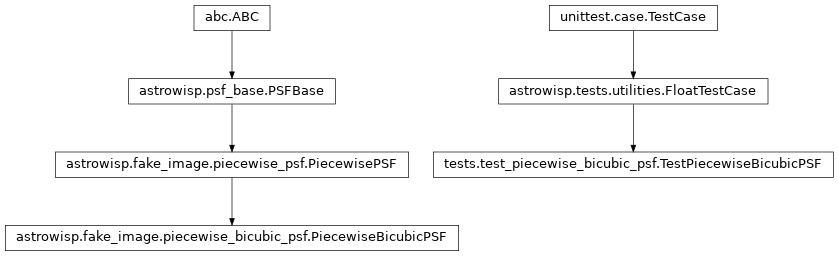 abc.ABC
unittest.case.TestCase
astrowisp.psf_base.PSFBase
astrowisp.tests.utilities.FloatTestCase
astrowisp.fake_image.piecewise_psf.PiecewisePSF
tests.test_piecewise_bicubic_psf.TestPiecewiseBicubicPSF
astrowisp.fake_image.piecewise_bicubic_psf.PiecewiseBicubicPSF